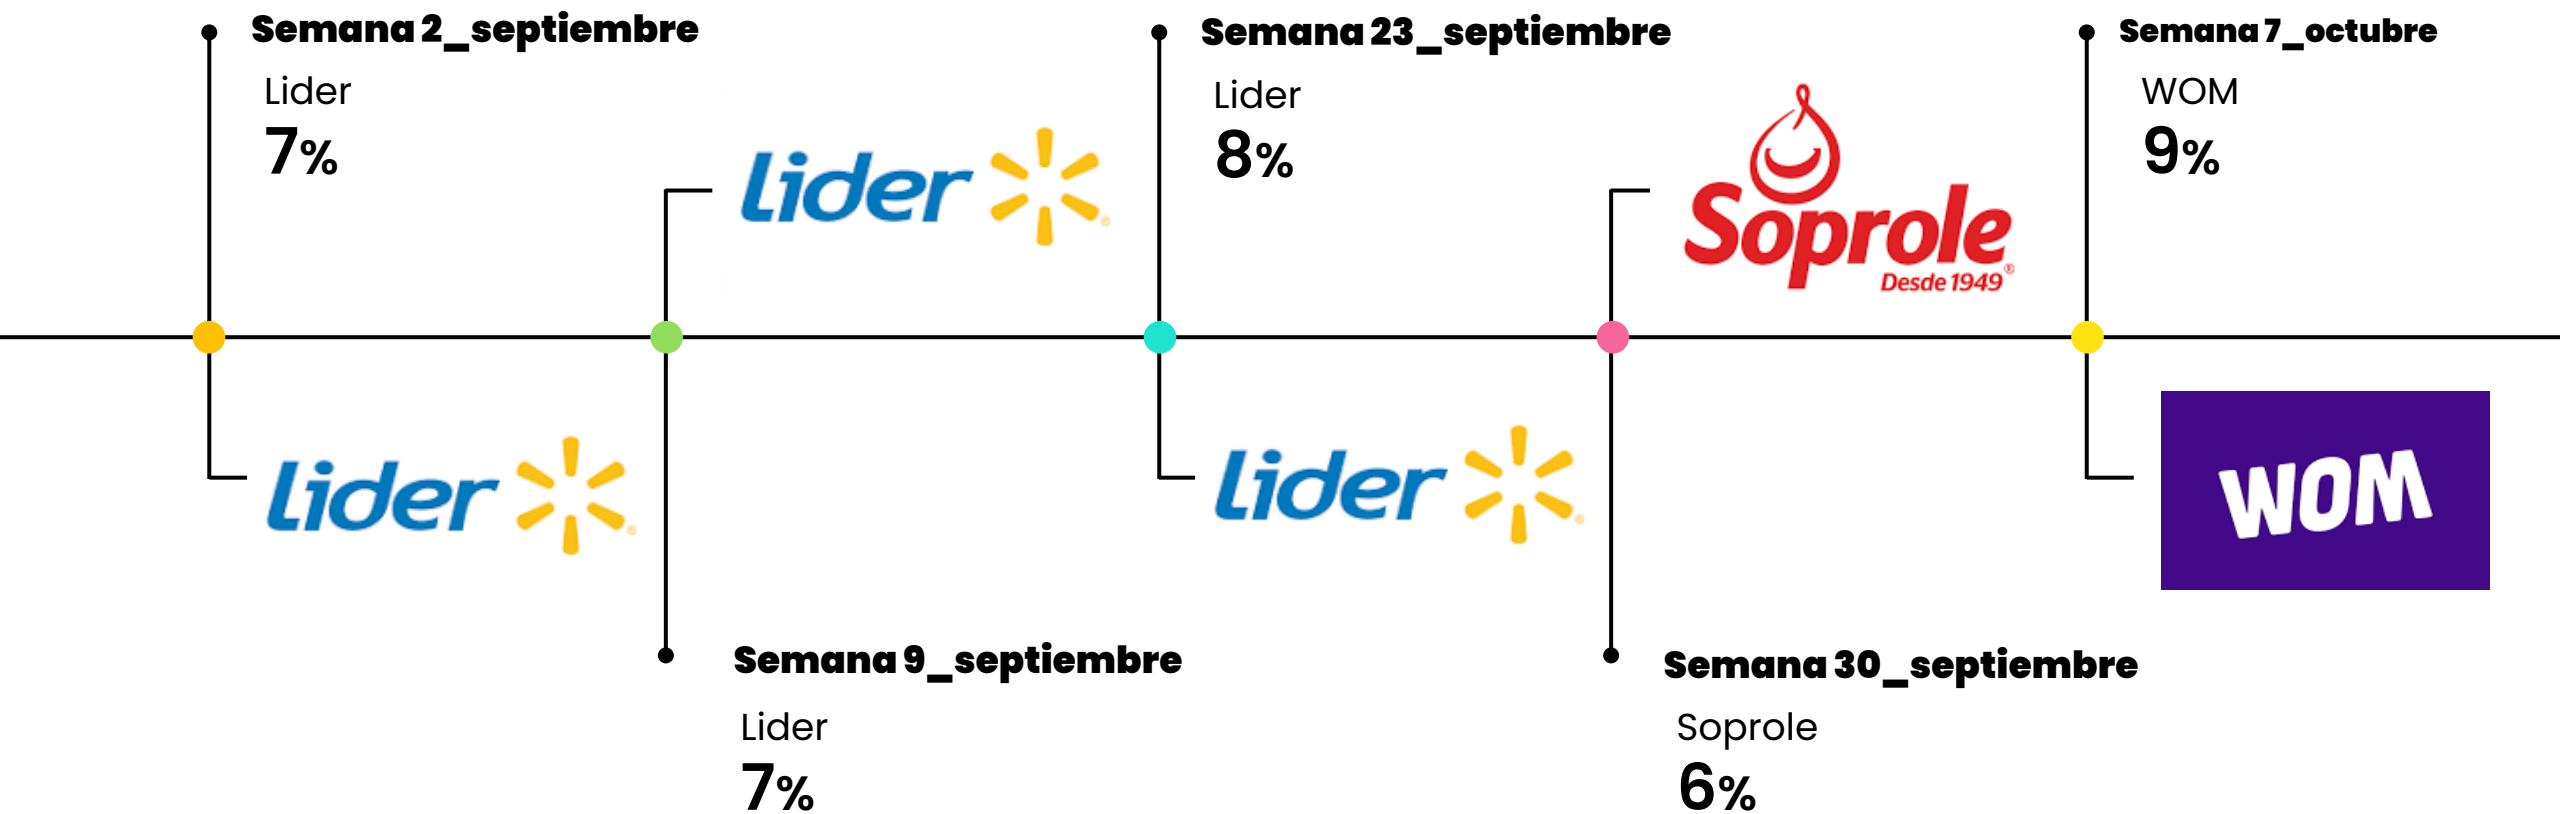 Semana 2_septiembre
Lider
7%
lider
Semana 9_septiembre
Lider
7%
lider
Semana 23_septiembre
Lider
8%
lider
Semana 30_septiembre
Soprole
6%
Soprole
Desde 1949
Semana 7_octubre
WOM
9%
WOM